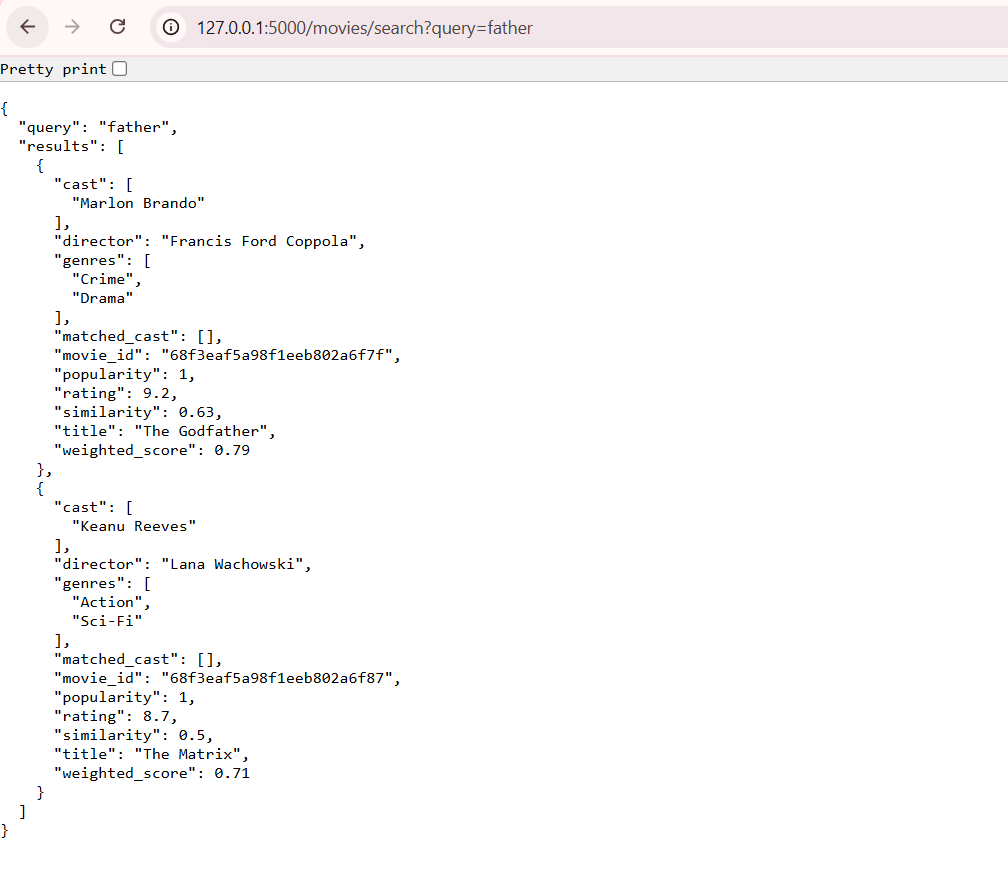 127.0.0.1:5000/movies/search?query=father
Pretty print
{
  "query": "father",
  "results": [
    {
      "cast": [
        "Marlon Brando"
      ],
      "director": "Francis Ford Coppola",
      "genres": [
        "Crime",
        "Drama"
      ],
      "matched_cast": [],
      "movie_id": "68f3eaf5a98f1eeb802a6f7f",
      "popularity": 1,
      "rating": 9.2,
      "similarity": 0.63,
      "title": "The Godfather",
      "weighted_score": 0.79
    },
    {
      "cast": [
        "Keanu Reeves"
      ],
      "director": "Lana Wachowski",
      "genres": [
        "Action",
        "Sci-Fi"
      ],
      "matched_cast": [],
      "movie_id": "68f3eaf5a98f1eeb802a6f87",
      "popularity": 1,
      "rating": 8.7,
      "similarity": 0.5,
      "title": "The Matrix",
      "weighted_score": 0.71
    }
  ]
}